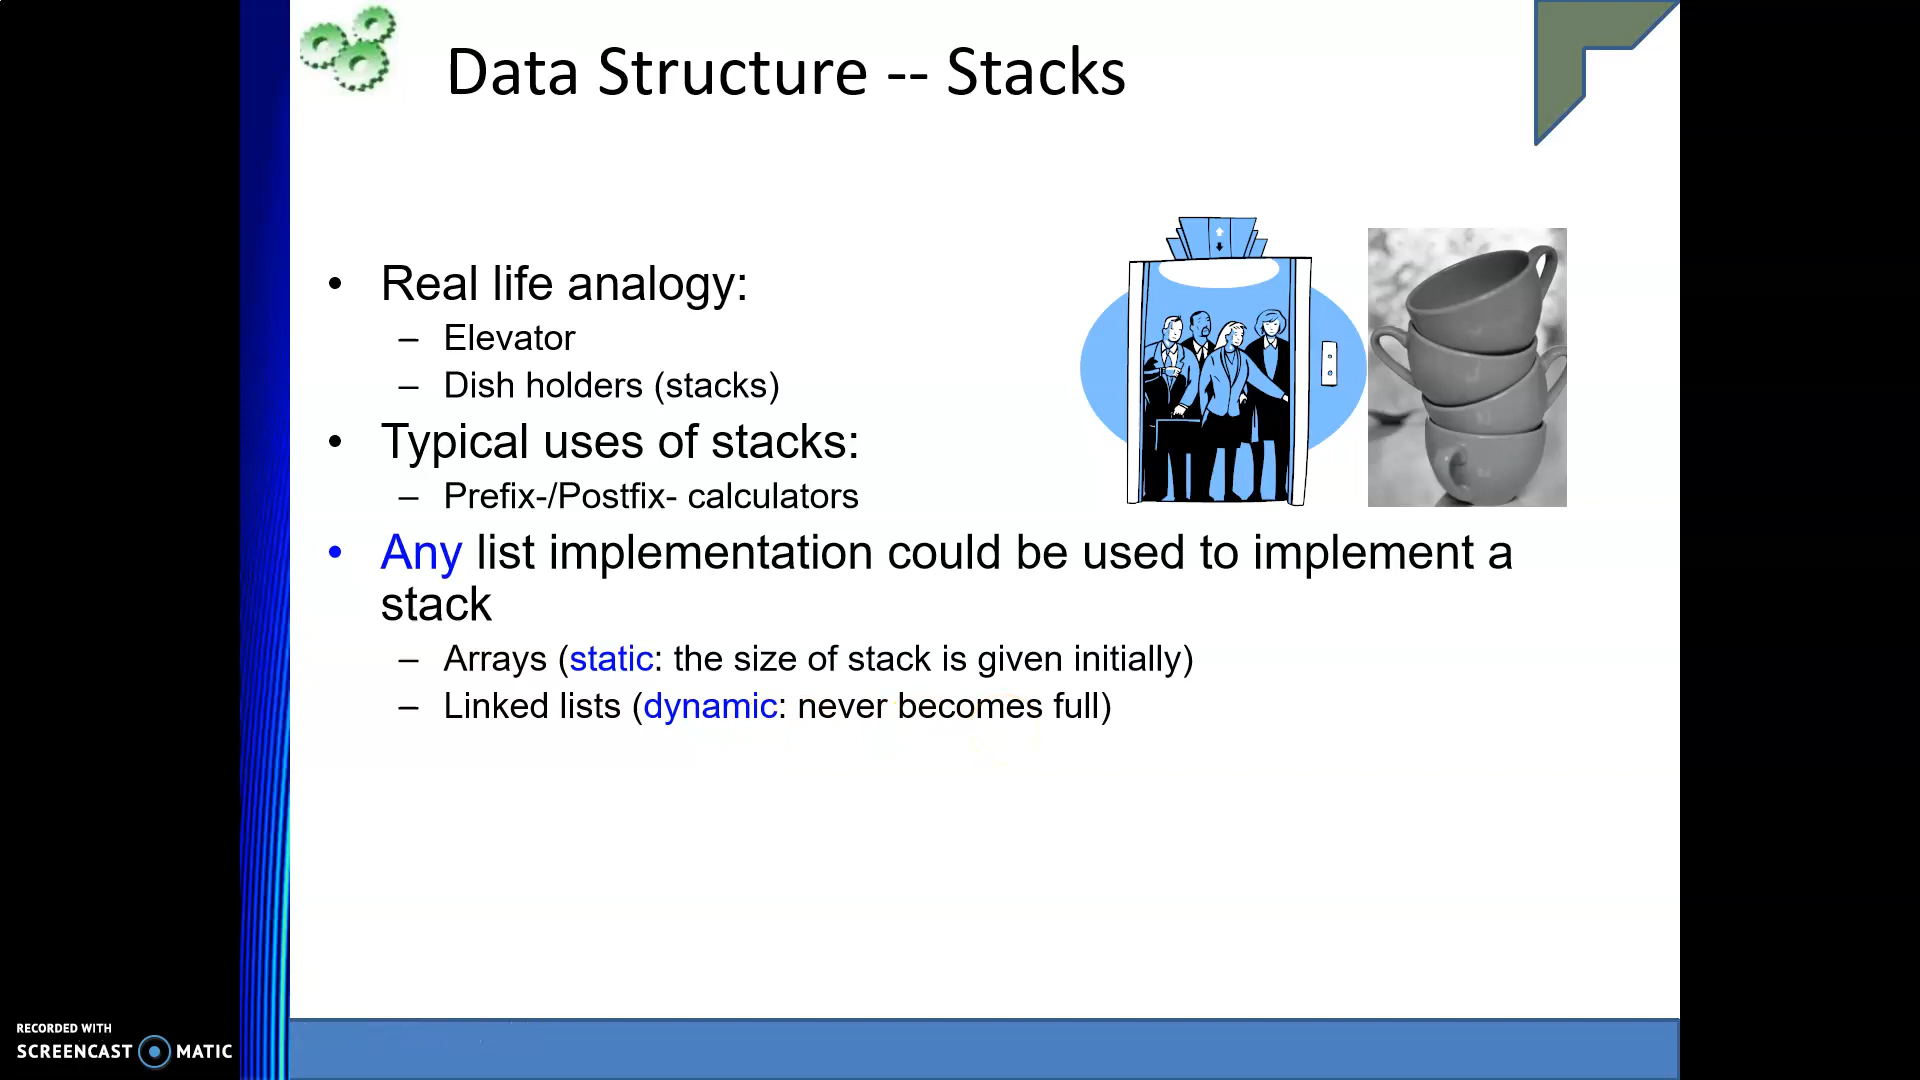 Data Structure -- Stacks
• Real life analogy:
– Elevator
– Dish holders (stacks)
• Typical uses of stacks:
– Prefix-/Postfix- calculators
• Any list implementation could be used to implement a
stack
– Arrays (static: the size of stack is given initially)
– Linked lists (dynamic: never becomes full)
RECORDED WITH
SCREENCAST MATIC